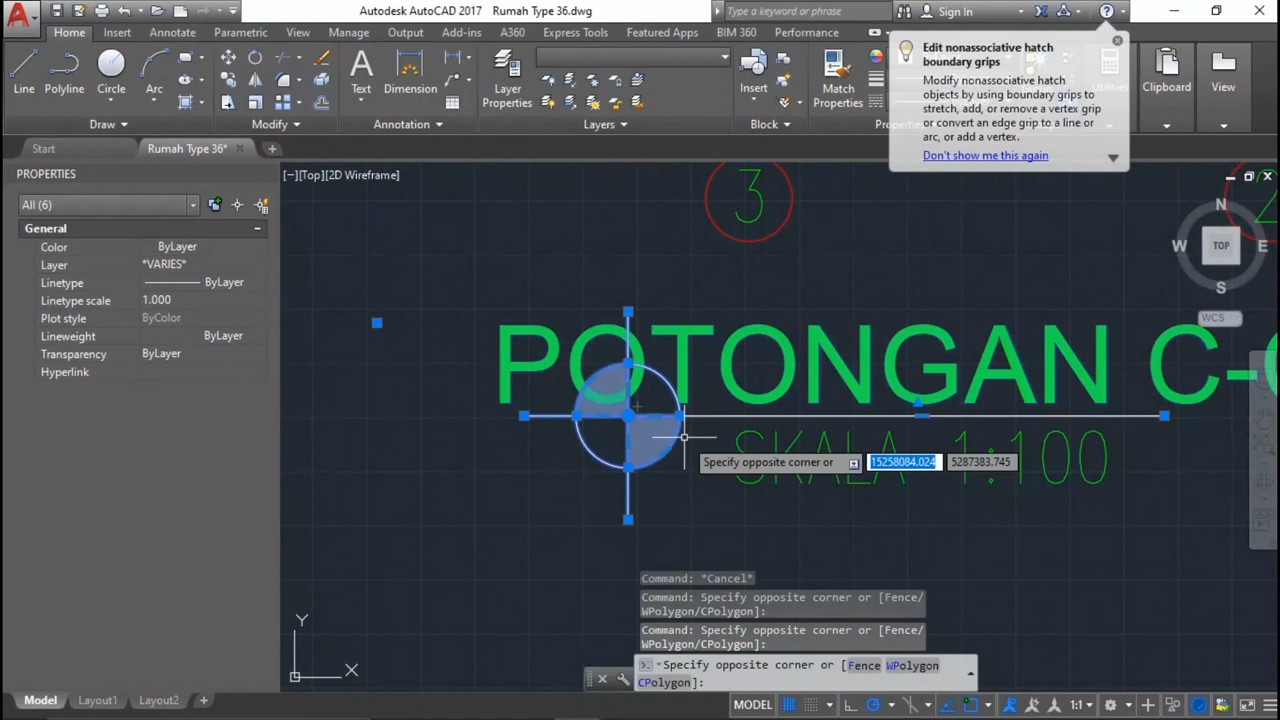 Autodesk AutoCAD 2017 Rumah Type 36.dwg
Type a keyword or phrase
Sign In
Home Insert Annotate Parametric View Manage Output Add-ins A360 Express Tools Featured Apps BIM 360 Performance
Line Polyline Circle Arc
Text Dimension
Layer Properties
Insert
Match Properties
Clipboard
View
Draw
Modify
Annotation
Layers
Block
Edit nonassociative hatch
boundary grips
Modify nonassociative hatch
objects by using boundary grips to
stretch, add, or remove a vertex grip
or convert an edge grip to a line or
arc, or add a vertex.
Don't show me this again
Start
Rumah Type 36*
PROPERTIES
All (6)
General
Color ByLayer
Layer *VARIES*
Linetype ByLayer
Linetype scale 1.000
Plot style ByColor
Lineweight ByLayer
Transparency ByLayer
Hyperlink
[−][Top][2D Wireframe]
3
N
W TOP E
S
WCS
POTONGAN C-
SKALA 1:100
Specify opposite corner or 15258084.024 5287383.745
Command: *Cancel*
Command: Specify opposite corner or [Fence/
WPolygon/CPolygon]:
Command: Specify opposite corner or [Fence/
WPolygon/CPolygon]:
Specify opposite corner or [Fence WPolygon
CPolygon]:
Y
X
Model Layout1 Layout2
MODEL
1:1